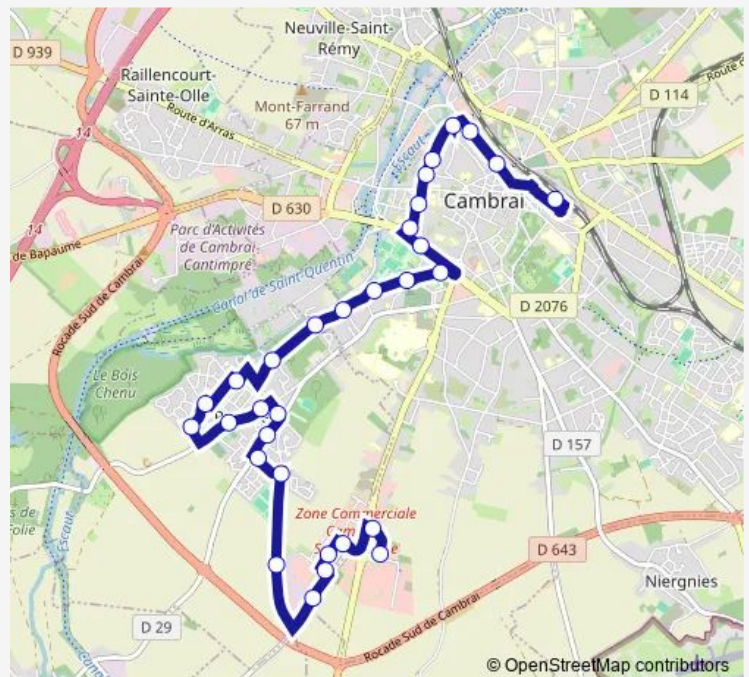 Neuville-Saint-
Rémy
D 939
Raillencourt-
Sainte-Olle
D 114
Route d'Arras
Mont-Farrand
67 m
14
Escaut
Cambrai
D 630
14
Parc d'Activités
de Cambrai-
Cantimpré
de Bapaume
Canal de Saint-Quentin
D 2076
Rocade Sud de Cambrai
Le Bois
Chenu
D 157
Zone Commerciale
D 643
Escaut
Niergnies
D 29
Rocade Sud de Cambrai
© OpenStreetMap contributors